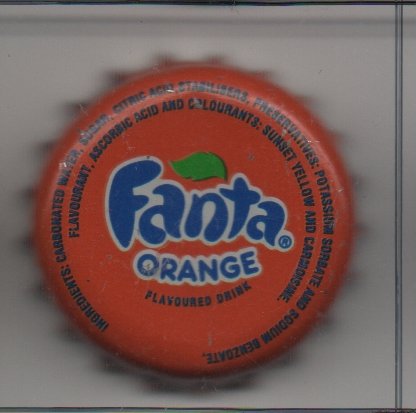 Fanta®
ORANGE
FLAVOURED DRINK
INGREDIENTS: CARBONATED WATER, SUGAR, CITRIC ACID, STABILISERS, PRESERVATIVES: POTASSIUM SORBATE AND SODIUM BENZOATE,
FLAVOURANT, ASCORBIC ACID AND COLOURANTS: SUNSET YELLOW AND CARMOISINE.